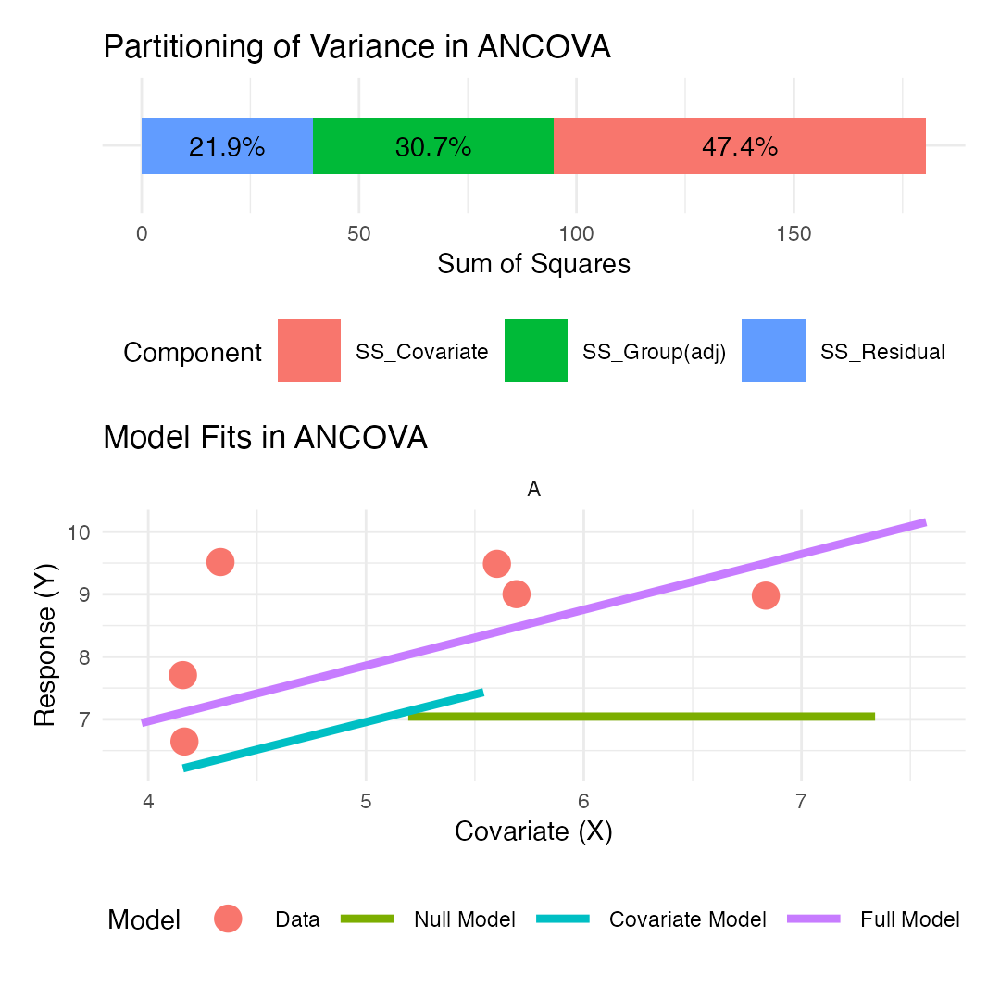 Partitioning of Variance in ANCOVA
21.9% 30.7% 47.4%
0 50 100 150
Sum of Squares
Component SS_Covariate SS_Group(adj) SS_Residual
Model Fits in ANCOVA
A
10
9
8
7
Response (Y)
4 5 6 7
Covariate (X)
Model Data Null Model Covariate Model Full Model